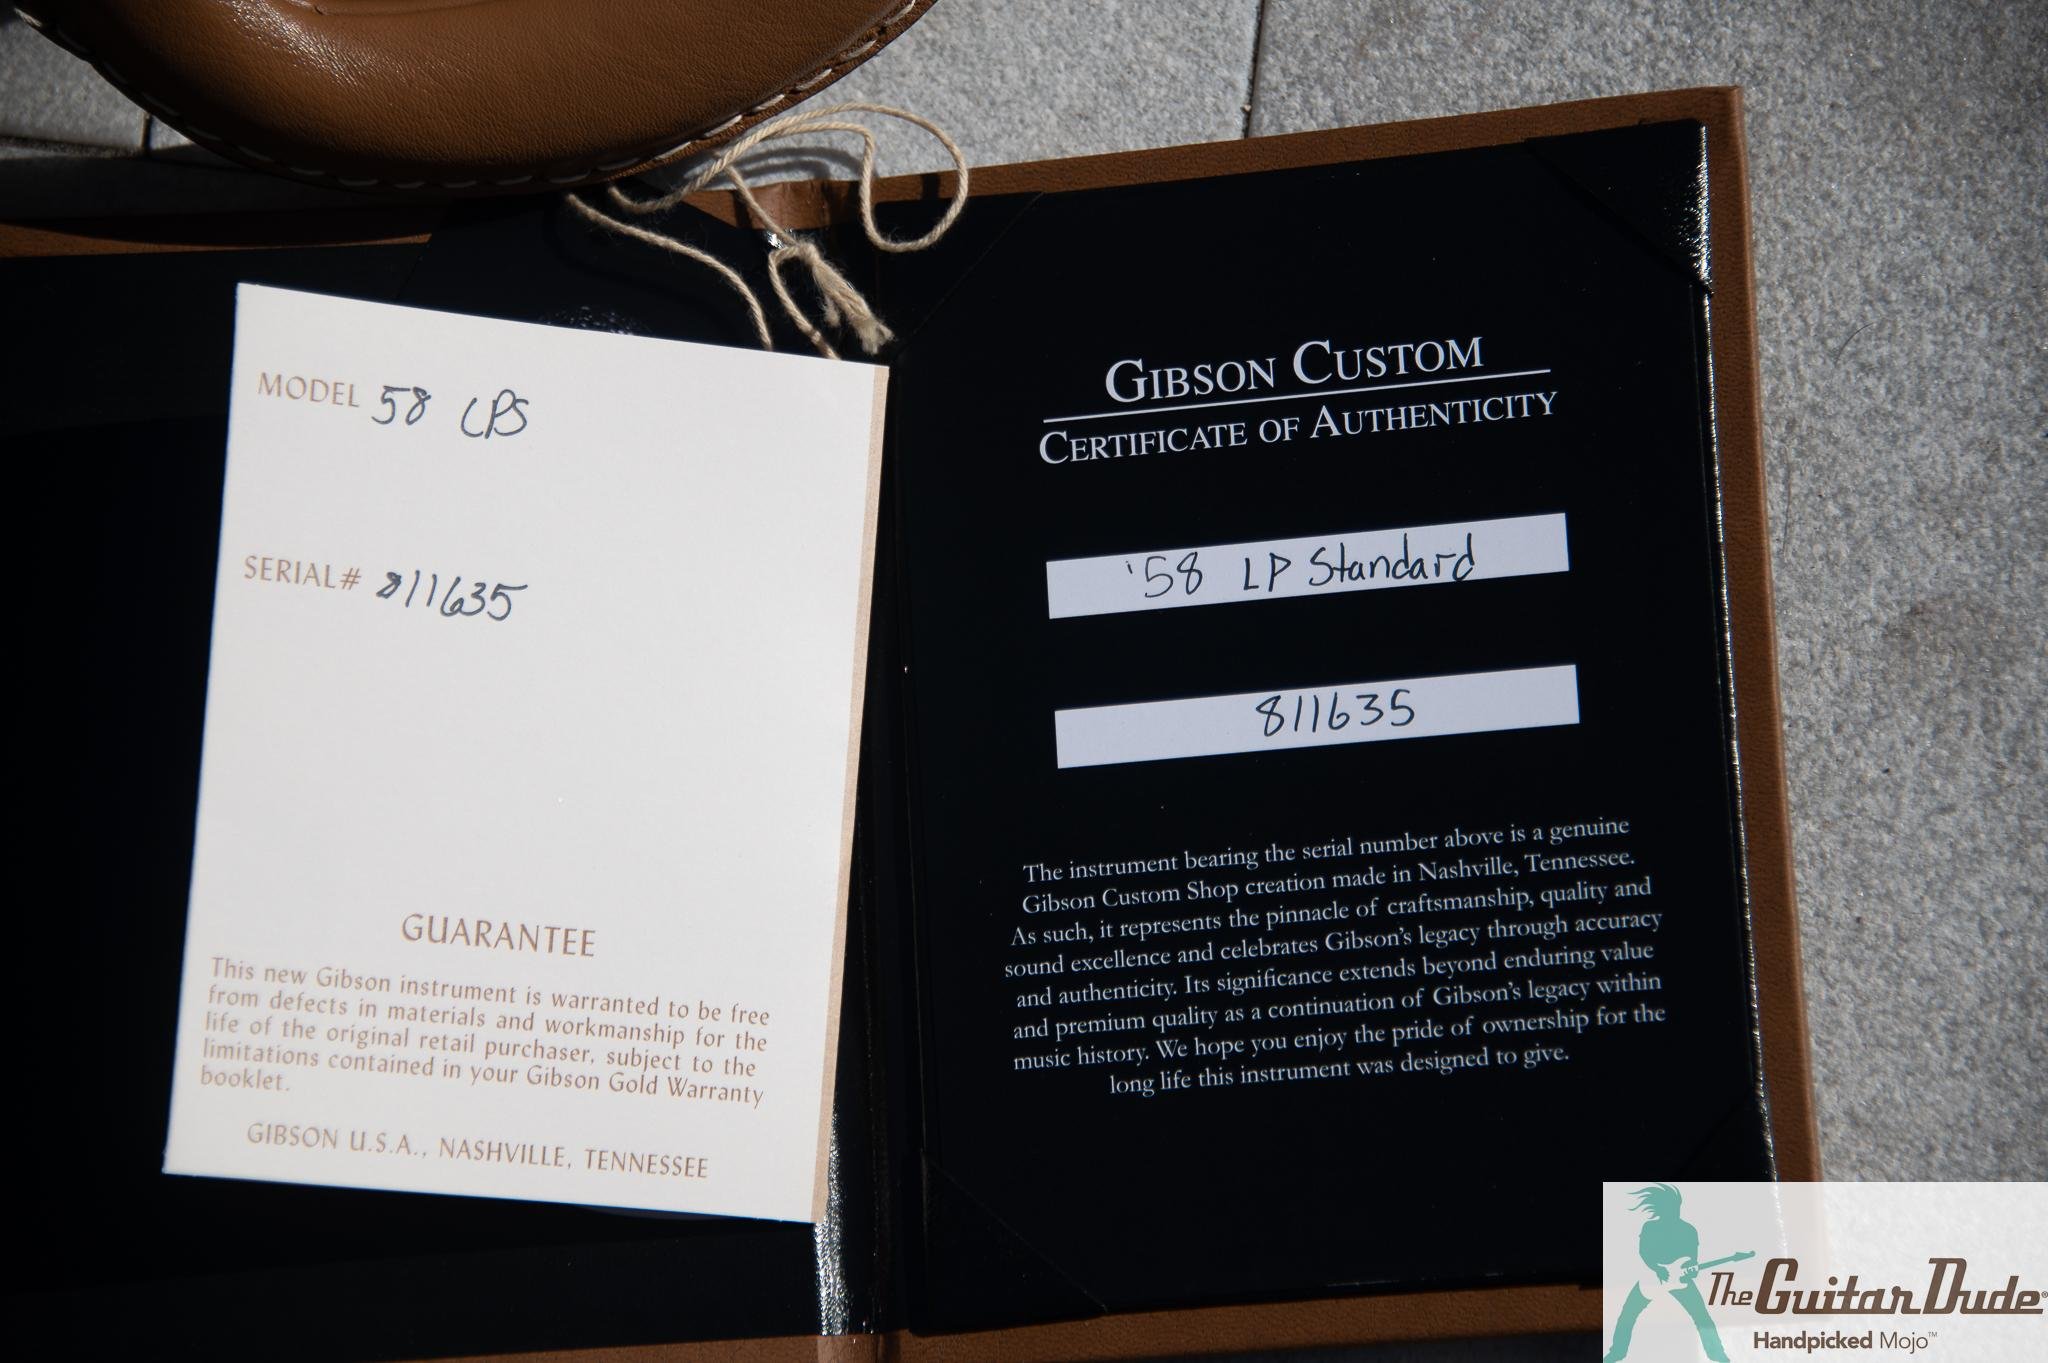 MODEL 58 LPS
SERIAL# 811635
GUARANTEE
This new Gibson instrument is warranted to be free
from defects in materials and workmanship for the
life of the original retail purchaser, subject to the
limitations contained in your Gibson Gold Warranty
booklet.
GIBSON U.S.A., NASHVILLE, TENNESSEE
GIBSON CUSTOM
CERTIFICATE OF AUTHENTICITY
'58 LP Standard
811635
The instrument bearing the serial number above is a genuine
Gibson Custom Shop creation made in Nashville, Tennessee.
As such, it represents the pinnacle of craftsmanship, quality and
sound excellence and celebrates Gibson's legacy through accuracy
and authenticity. Its significance extends beyond enduring value
and premium quality as a continuation of Gibson's legacy within
music history. We hope you enjoy the pride of ownership for the
long life this instrument was designed to give.
The Guitar Dude®
Handpicked Mojo™